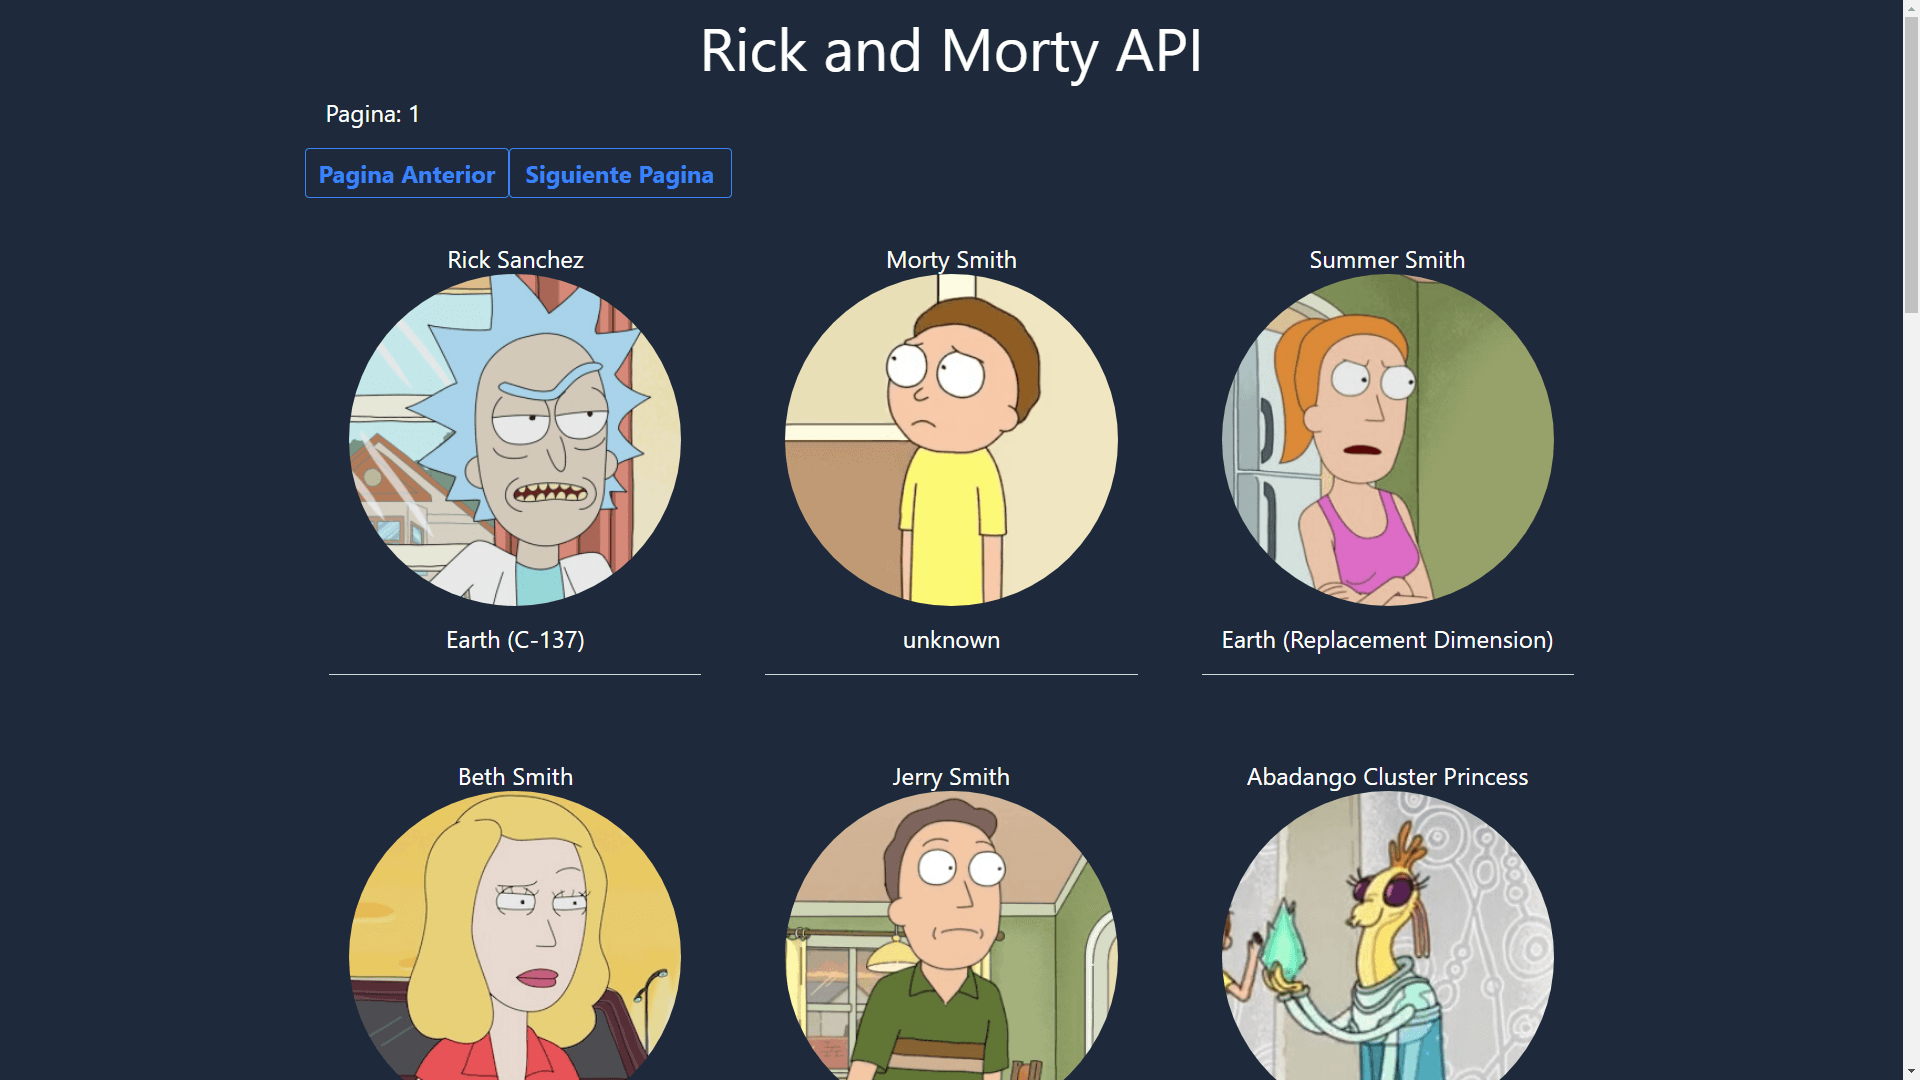 Rick and Morty API
Pagina: 1
Pagina Anterior Siguiente Pagina
Rick Sanchez Morty Smith Summer Smith
Earth (C-137) unknown Earth (Replacement Dimension)
Beth Smith Jerry Smith Abadango Cluster Princess